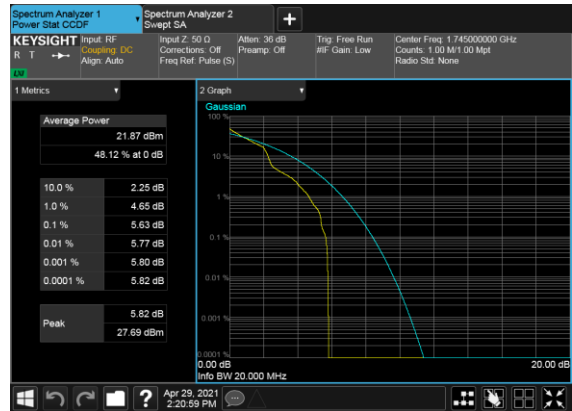 Spectrum Analyzer 1
Power Stat CCDF
Spectrum Analyzer 2
Swept SA
KEYSIGHT
R T
LXI
Input: RF
Coupling: DC
Align: Auto
Input Z: 50 Ω
Corrections: Off
Freq Ref: Pulse (S)
Atten: 36 dB
Preamp: Off
Trig: Free Run
#IF Gain: Low
Center Freq: 1.745000000 GHz
Counts: 1.00 M/1.00 Mpt
Radio Std: None
1 Metrics
Average Power
21.87 dBm
48.12 % at 0 dB
10.0 % 2.25 dB
1.0 % 4.65 dB
0.1 % 5.63 dB
0.01 % 5.77 dB
0.001 % 5.80 dB
0.0001 % 5.82 dB
Peak
5.82 dB
27.69 dBm
2 Graph
Gaussian
100 %
10 %
1 %
0.1 %
0.01 %
0.001 %
0.0001 %
0.00 dB
20.00 dB
Info BW 20.000 MHz
?
Apr 29, 2021
2:20:59 PM